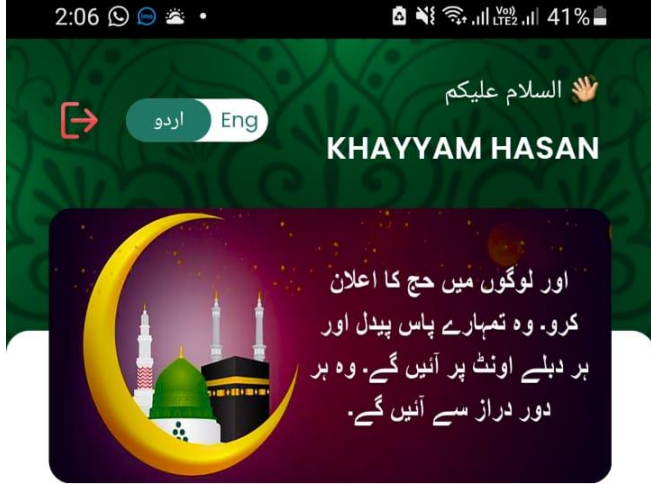 2:06
41%
السلام علیکم 👋
KHAYYAM HASAN
اردو Eng
اور لوگوں میں حج کا اعلان
کرو۔ وہ تمہارے پاس پیدل اور
ہر دبلے اونٹ پر آئیں گے۔ وہ ہر
دور دراز سے آئیں گے۔